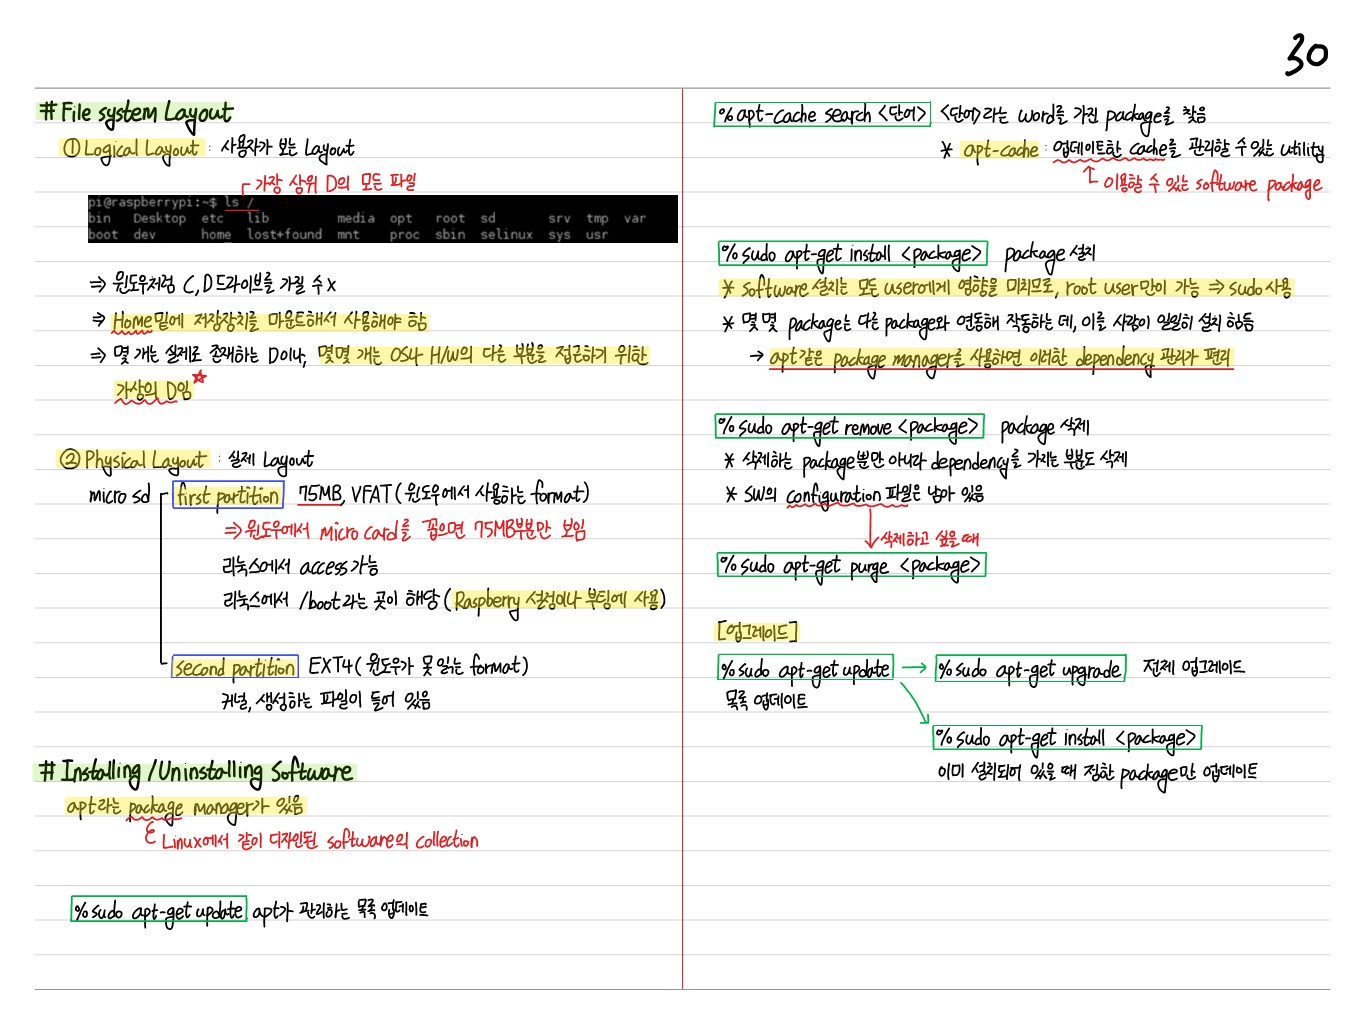 30
# File system Layout
① Logical Layout : 사용자가 보는 Layout
가장 상위 D의 모든 파일
pi@raspberrypi:~$ ls /
bin Desktop etc lib media opt root sd srv tmp var
boot dev home lost+found mnt proc sbin selinux sys usr
⇒ 윈도우처럼 C, D드라이브를 가질 수 x
⇒ Home밑에 저장장치를 마운트해서 사용해야 함
⇒ 몇 개는 실제로 존재하는 D이나, 몇몇 개는 OS나 H/W의 다른 부분을 접근하기 위한
가상의 D임 ☆
② Physical Layout : 실제 Layout
micro sd first partition 75MB, VFAT (윈도우에서 사용하는 format)
⇒ 윈도우에서 micro card를 꼽으면 75MB부분만 보임
리눅스에서 access가능
리눅스에서 /boot라는 곳이 해당 (Raspberry 설정이나 부팅에 사용)
second partition EXT4 (윈도우가 못 읽는 format)
커널, 생성하는 파일이 들어 있음
# Installing /Uninstalling Software
apt라는 package manager가 있음
Linux에서 같이 디자인된 software의 collection
% sudo apt-get update apt가 관리하는 목록 업데이트
% apt-cache search <단어> <단어>라는 word를 가진 package를 찾음
* apt-cache : 업데이트한 cache를 관리할 수 있는 utility
이용할 수 있는 software package
% sudo apt-get install <package> package 설치
* software 설치는 모든 user에게 영향을 미치므로, root user만이 가능 ⇒ sudo 사용
* 몇 몇 package는 다른 package와 연동해 작동하는 데, 이를 사람이 일일히 설치 힘듦
→ apt같은 package manager를 사용하면 이러한 dependency 관리가 편리
% sudo apt-get remove <package> package 삭제
* 삭제하는 package뿐만 아니라 dependency를 가지는 부분도 삭제
* SW의 configuration 파일은 남아 있음
삭제하고 싶을 때
% sudo apt-get purge <package>
[업그레이드]
% sudo apt-get update → % sudo apt-get upgrade 전제 업그레이드
목록 업데이트
% sudo apt-get install <package>
이미 설치되어 있을 때 정한 package만 업데이트